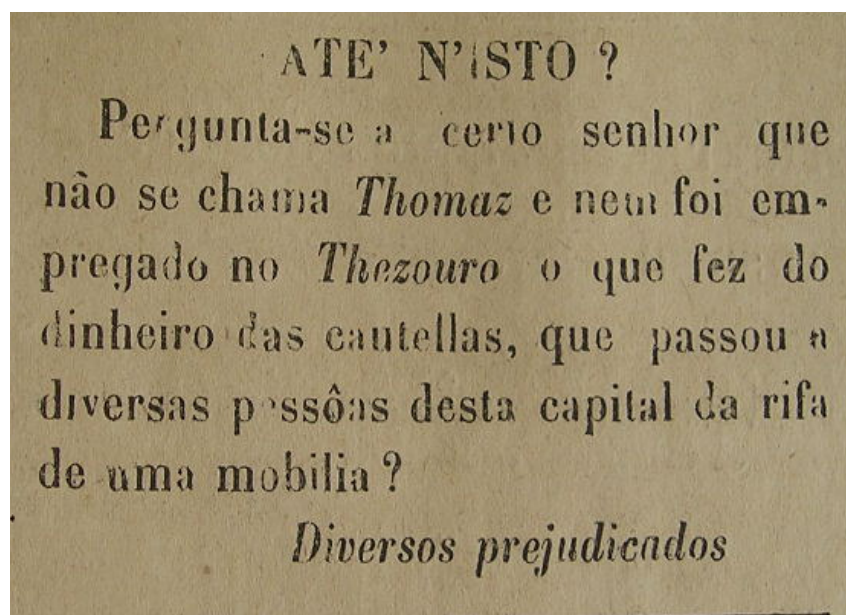 ATE' N'ISTO ?
Pergunta-se a certo senhor que
não se chama Thomaz e nem foi em-
pregado no Thezouro o que fez do
dinheiro das cautellas, que passou a
diversas pessôas desta capital da rifa
de uma mobilia ?
Diversos prejudicados